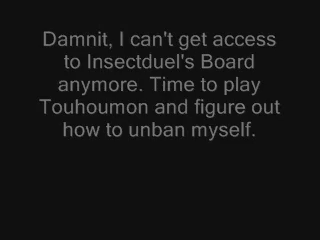 Damnit, I can't get access
to Insectduel's Board
anymore. Time to play
Touhoumon and figure out
how to unban myself.